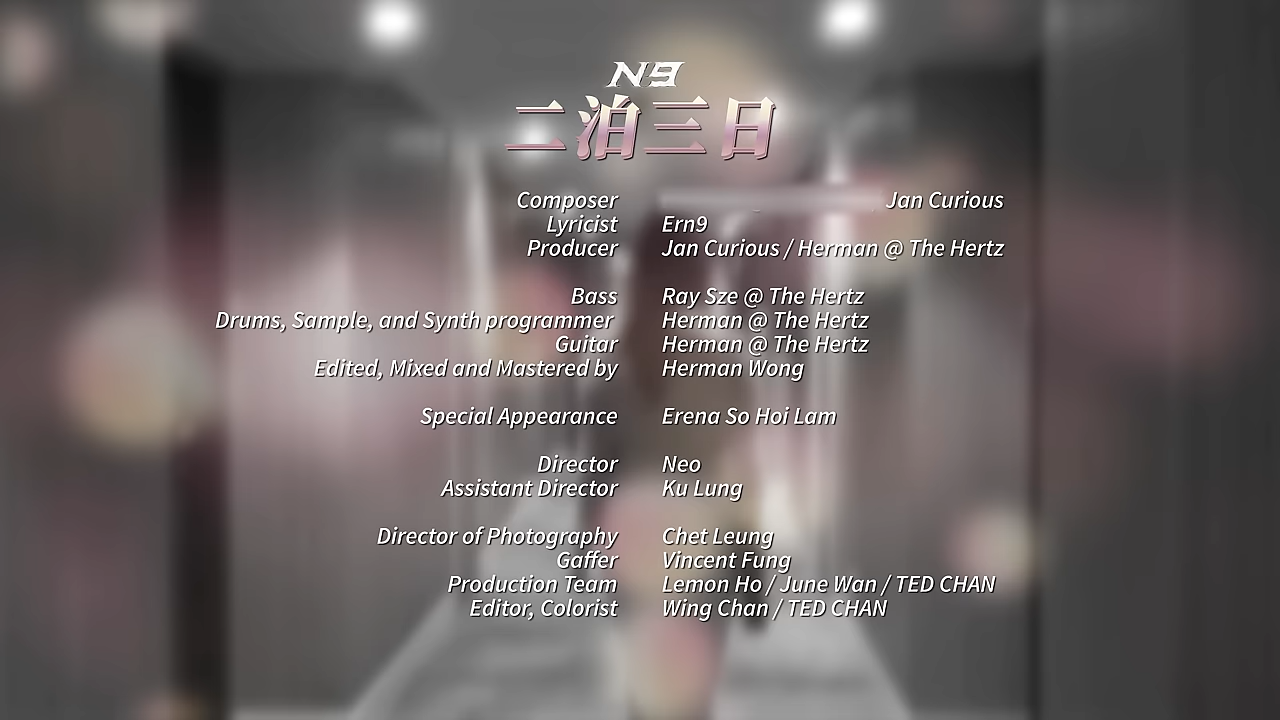 N9
二泊三日
Composer Jan Curious
Lyricist Ern9
Producer Jan Curious / Herman @ The Hertz
Bass Ray Sze @ The Hertz
Drums, Sample, and Synth programmer Herman @ The Hertz
Guitar Herman @ The Hertz
Edited, Mixed and Mastered by Herman Wong
Special Appearance Erena So Hoi Lam
Director Neo
Assistant Director Ku Lung
Director of Photography Chet Leung
Gaffer Vincent Fung
Production Team Lemon Ho / June Wan / TED CHAN
Editor, Colorist Wing Chan / TED CHAN